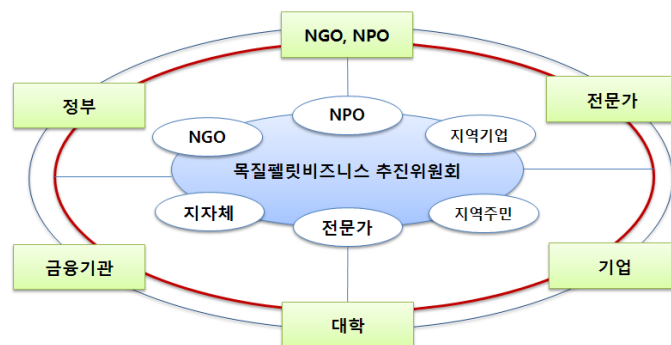 NGO, NPO
정부
전문가
NPO
NGO
지역기업
목질펠릿비즈니스 추진위원회
지자체
전문가
지역주민
금융기관
기업
대학